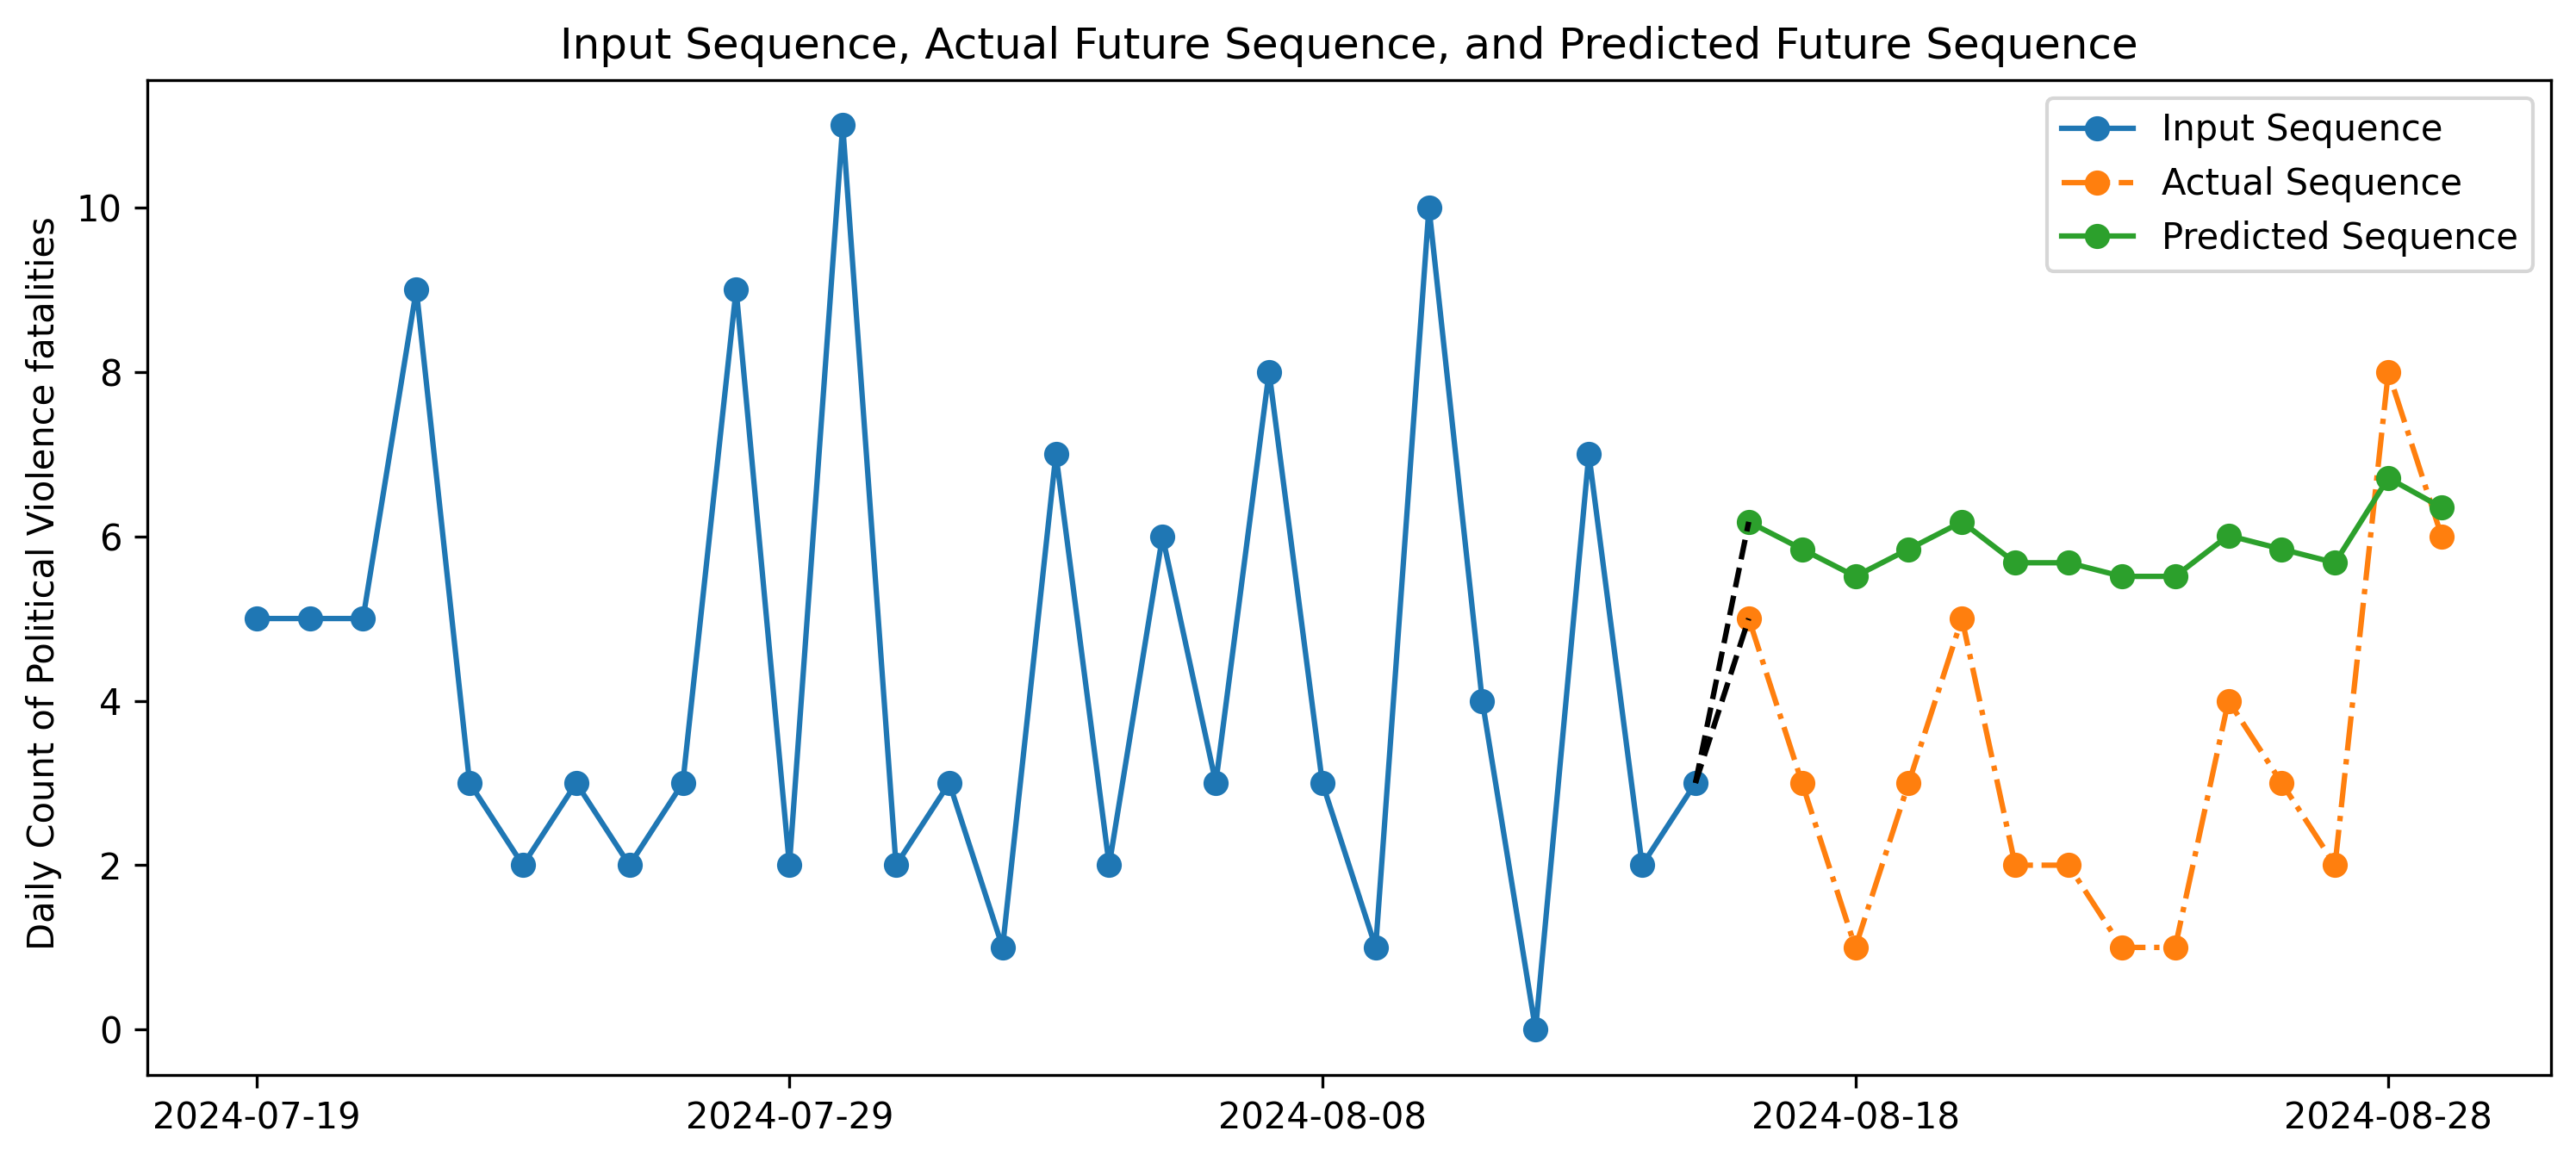 Input Sequence, Actual Future Sequence, and Predicted Future Sequence
Input Sequence
Actual Sequence
Predicted Sequence
Daily Count of Political Violence fatalities
10
8
6
4
2
0
2024-07-19
2024-07-29
2024-08-08
2024-08-18
2024-08-28